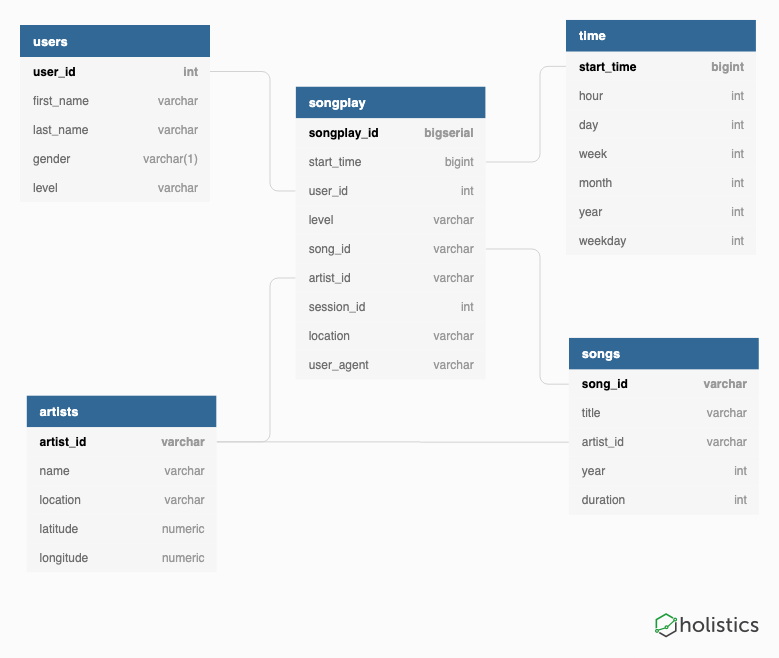 users
user_id int
first_name varchar
last_name varchar
gender varchar(1)
level varchar
songplay
songplay_id bigserial
start_time bigint
user_id int
level varchar
song_id varchar
artist_id varchar
session_id int
location varchar
user_agent varchar
time
start_time bigint
hour int
day int
week int
month int
year int
weekday int
artists
artist_id varchar
name varchar
location varchar
latitude numeric
longitude numeric
songs
song_id varchar
title varchar
artist_id varchar
year int
duration int
holistics